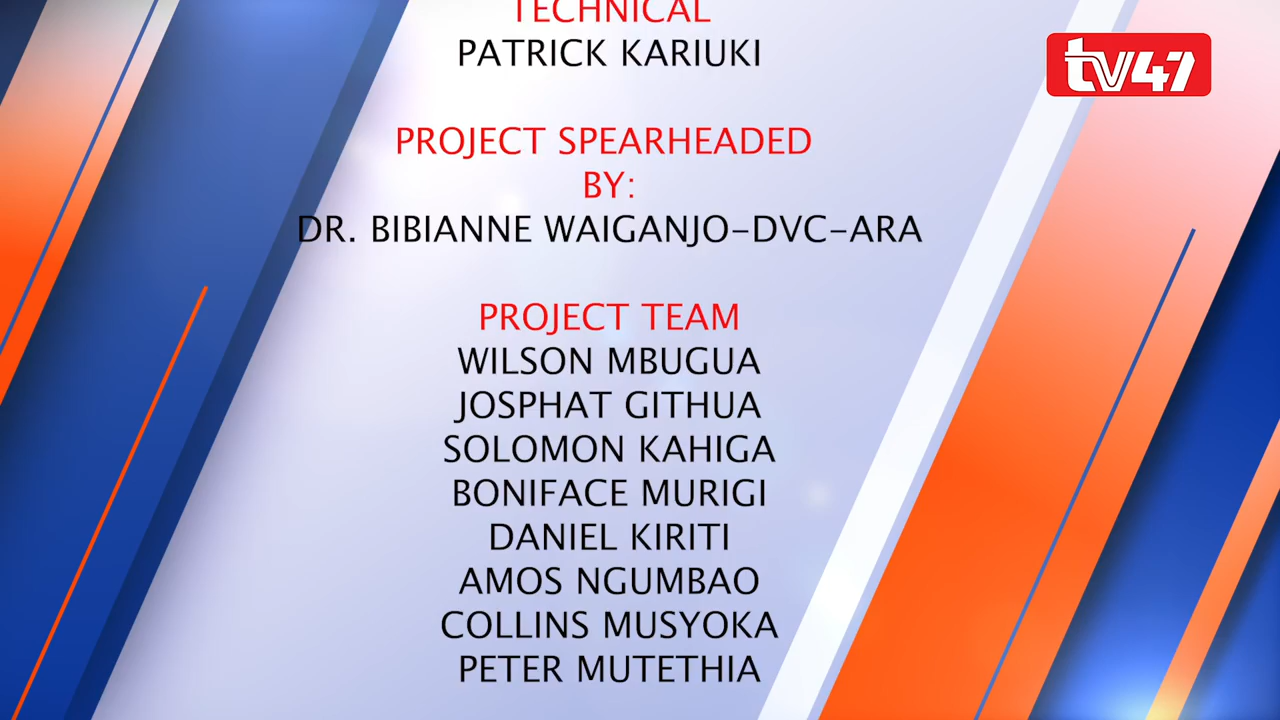 TECHNICAL
PATRICK KARIUKI
tv47
PROJECT SPEARHEADED
BY:
DR. BIBIANNE WAIGANJO-DVC-ARA
PROJECT TEAM
WILSON MBUGUA
JOSPHAT GITHUA
SOLOMON KAHIGA
BONIFACE MURIGI
DANIEL KIRITI
AMOS NGUMBAO
COLLINS MUSYOKA
PETER MUTETHIA